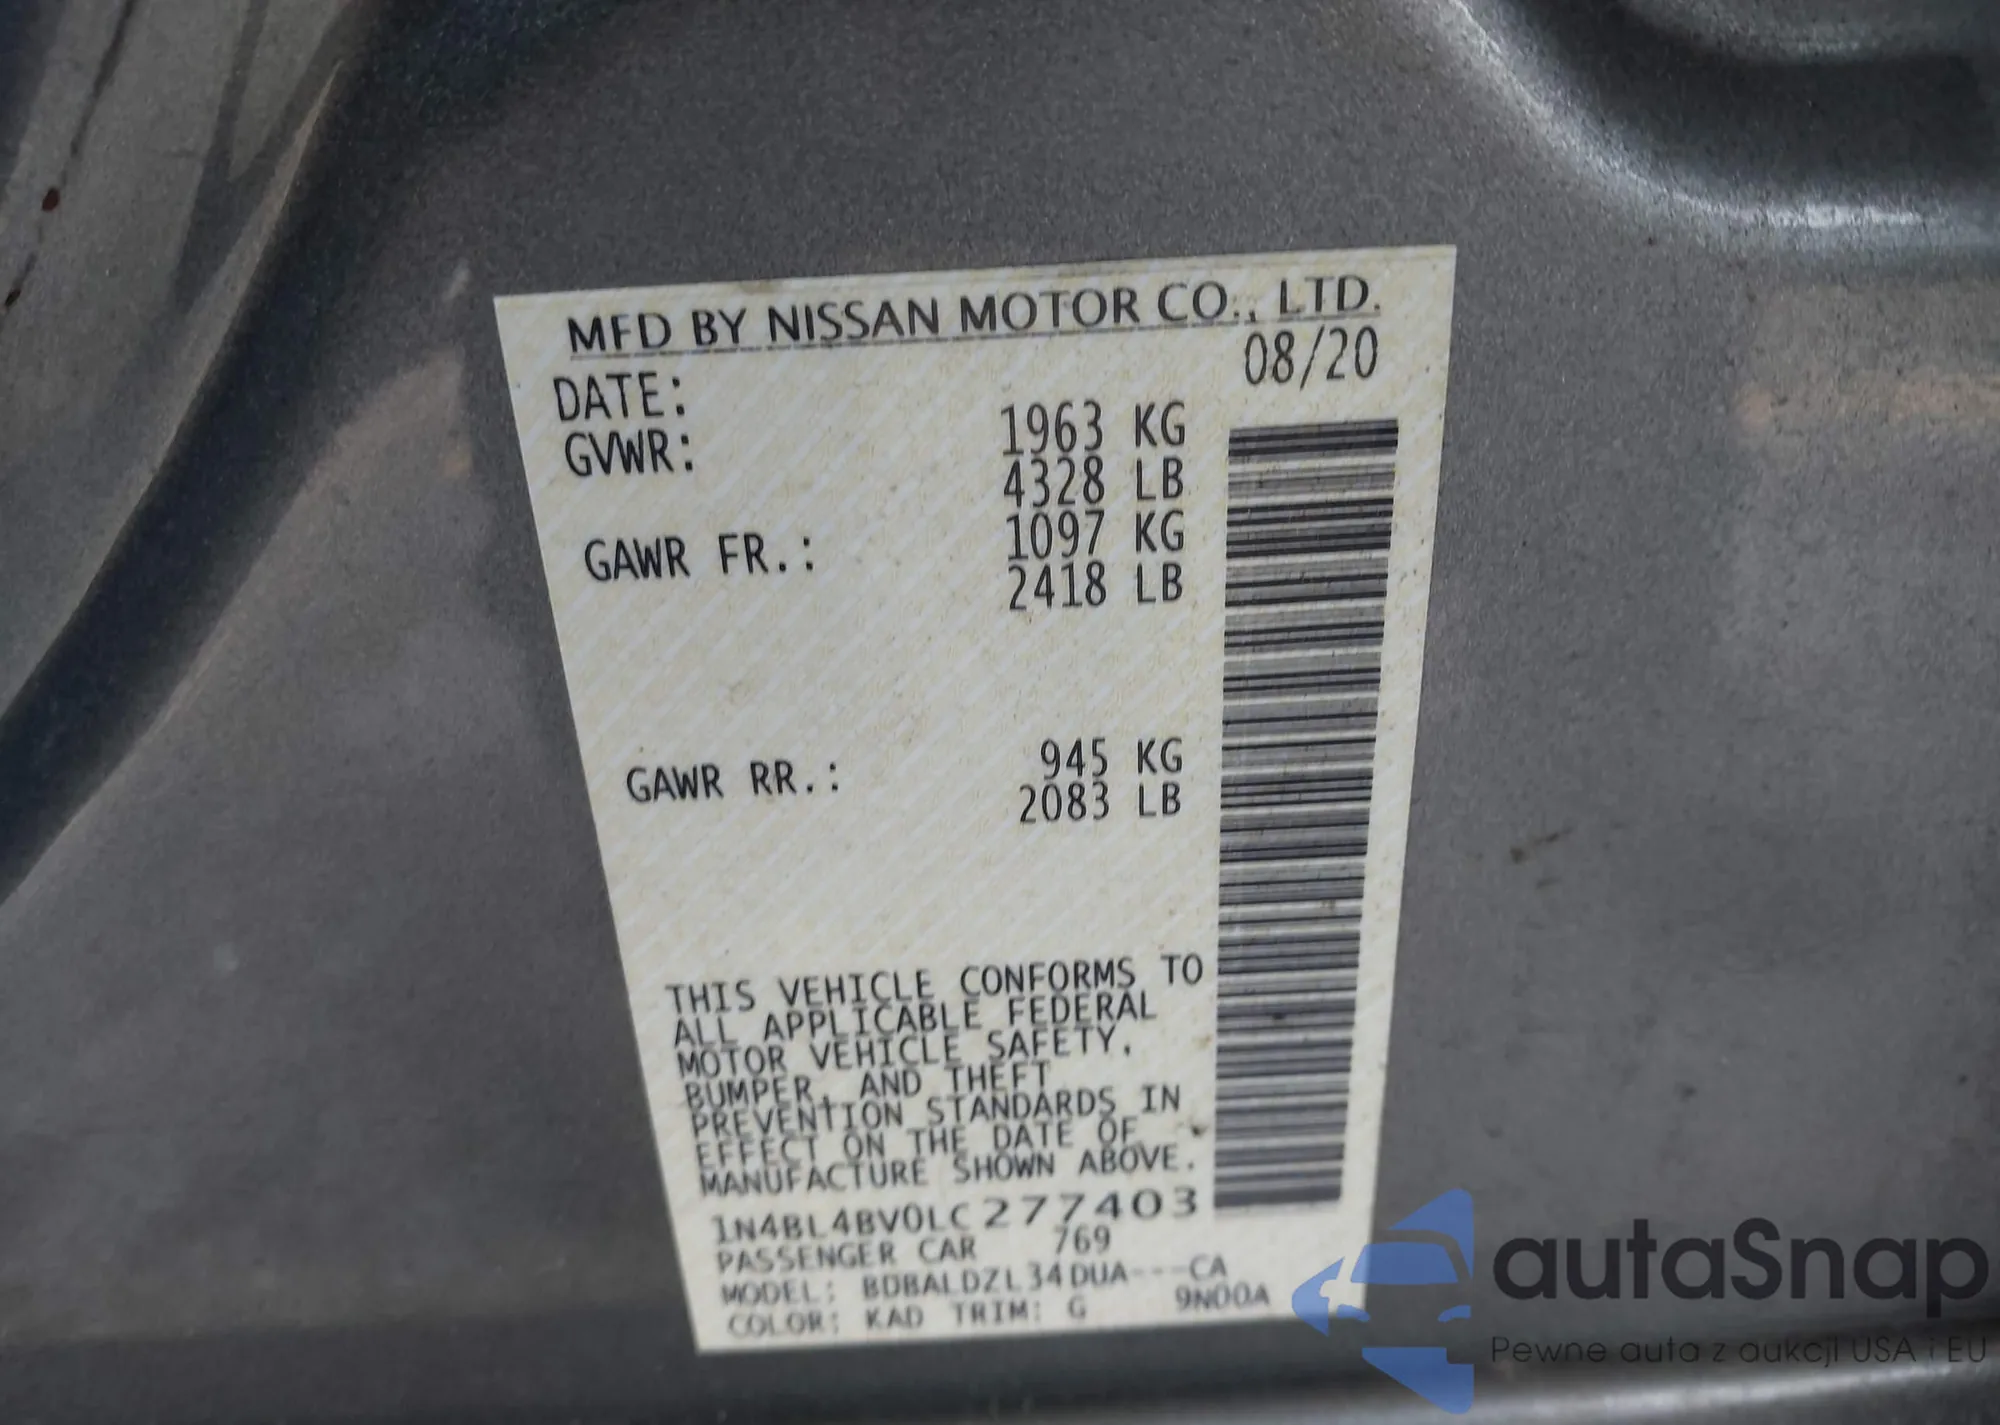 MFD BY NISSAN MOTOR CO., LTD.
DATE: 08/20
GVWR: 1963 KG
4328 LB
GAWR FR.: 1097 KG
2418 LB
GAWR RR.: 945 KG
2083 LB
THIS VEHICLE CONFORMS TO
ALL APPLICABLE FEDERAL
MOTOR VEHICLE SAFETY,
BUMPER, AND THEFT
PREVENTION STANDARDS IN
EFFECT ON THE DATE OF
MANUFACTURE SHOWN ABOVE.
1N4BL4BV0LC277403
PASSENGER CAR 769
MODEL: BDBALDZL34DUA---CA
COLOR: KAD TRIM: G 9N00A
autoSnap
Pewne auta z aukcji USA i EU